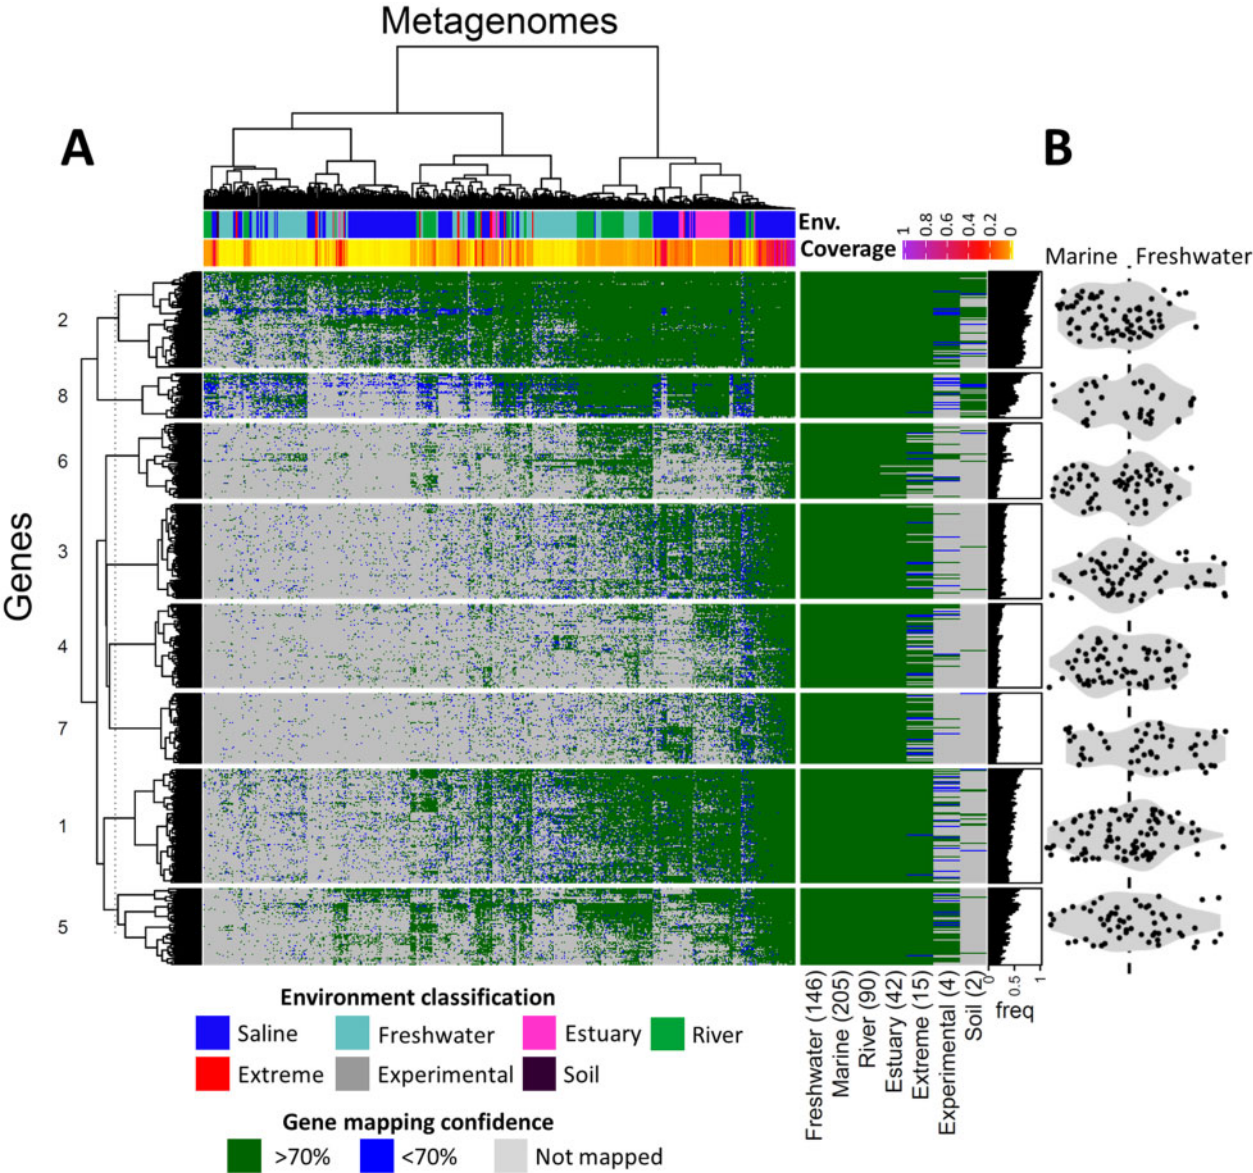 Metagenomes
A
B
Env.
Coverage
1
0.8
0.6
0.4
0.2
0
Marine
Freshwater
Genes
2
8
6
3
4
7
1
5
Freshwater (146)
Marine (205)
River (90)
Estuary (42)
Extreme (15)
Experimental (4)
Soil (2)
0
0.5
1
freq
Environment classification
Saline
Freshwater
Estuary
River
Extreme
Experimental
Soil
Gene mapping confidence
>70%
<70%
Not mapped